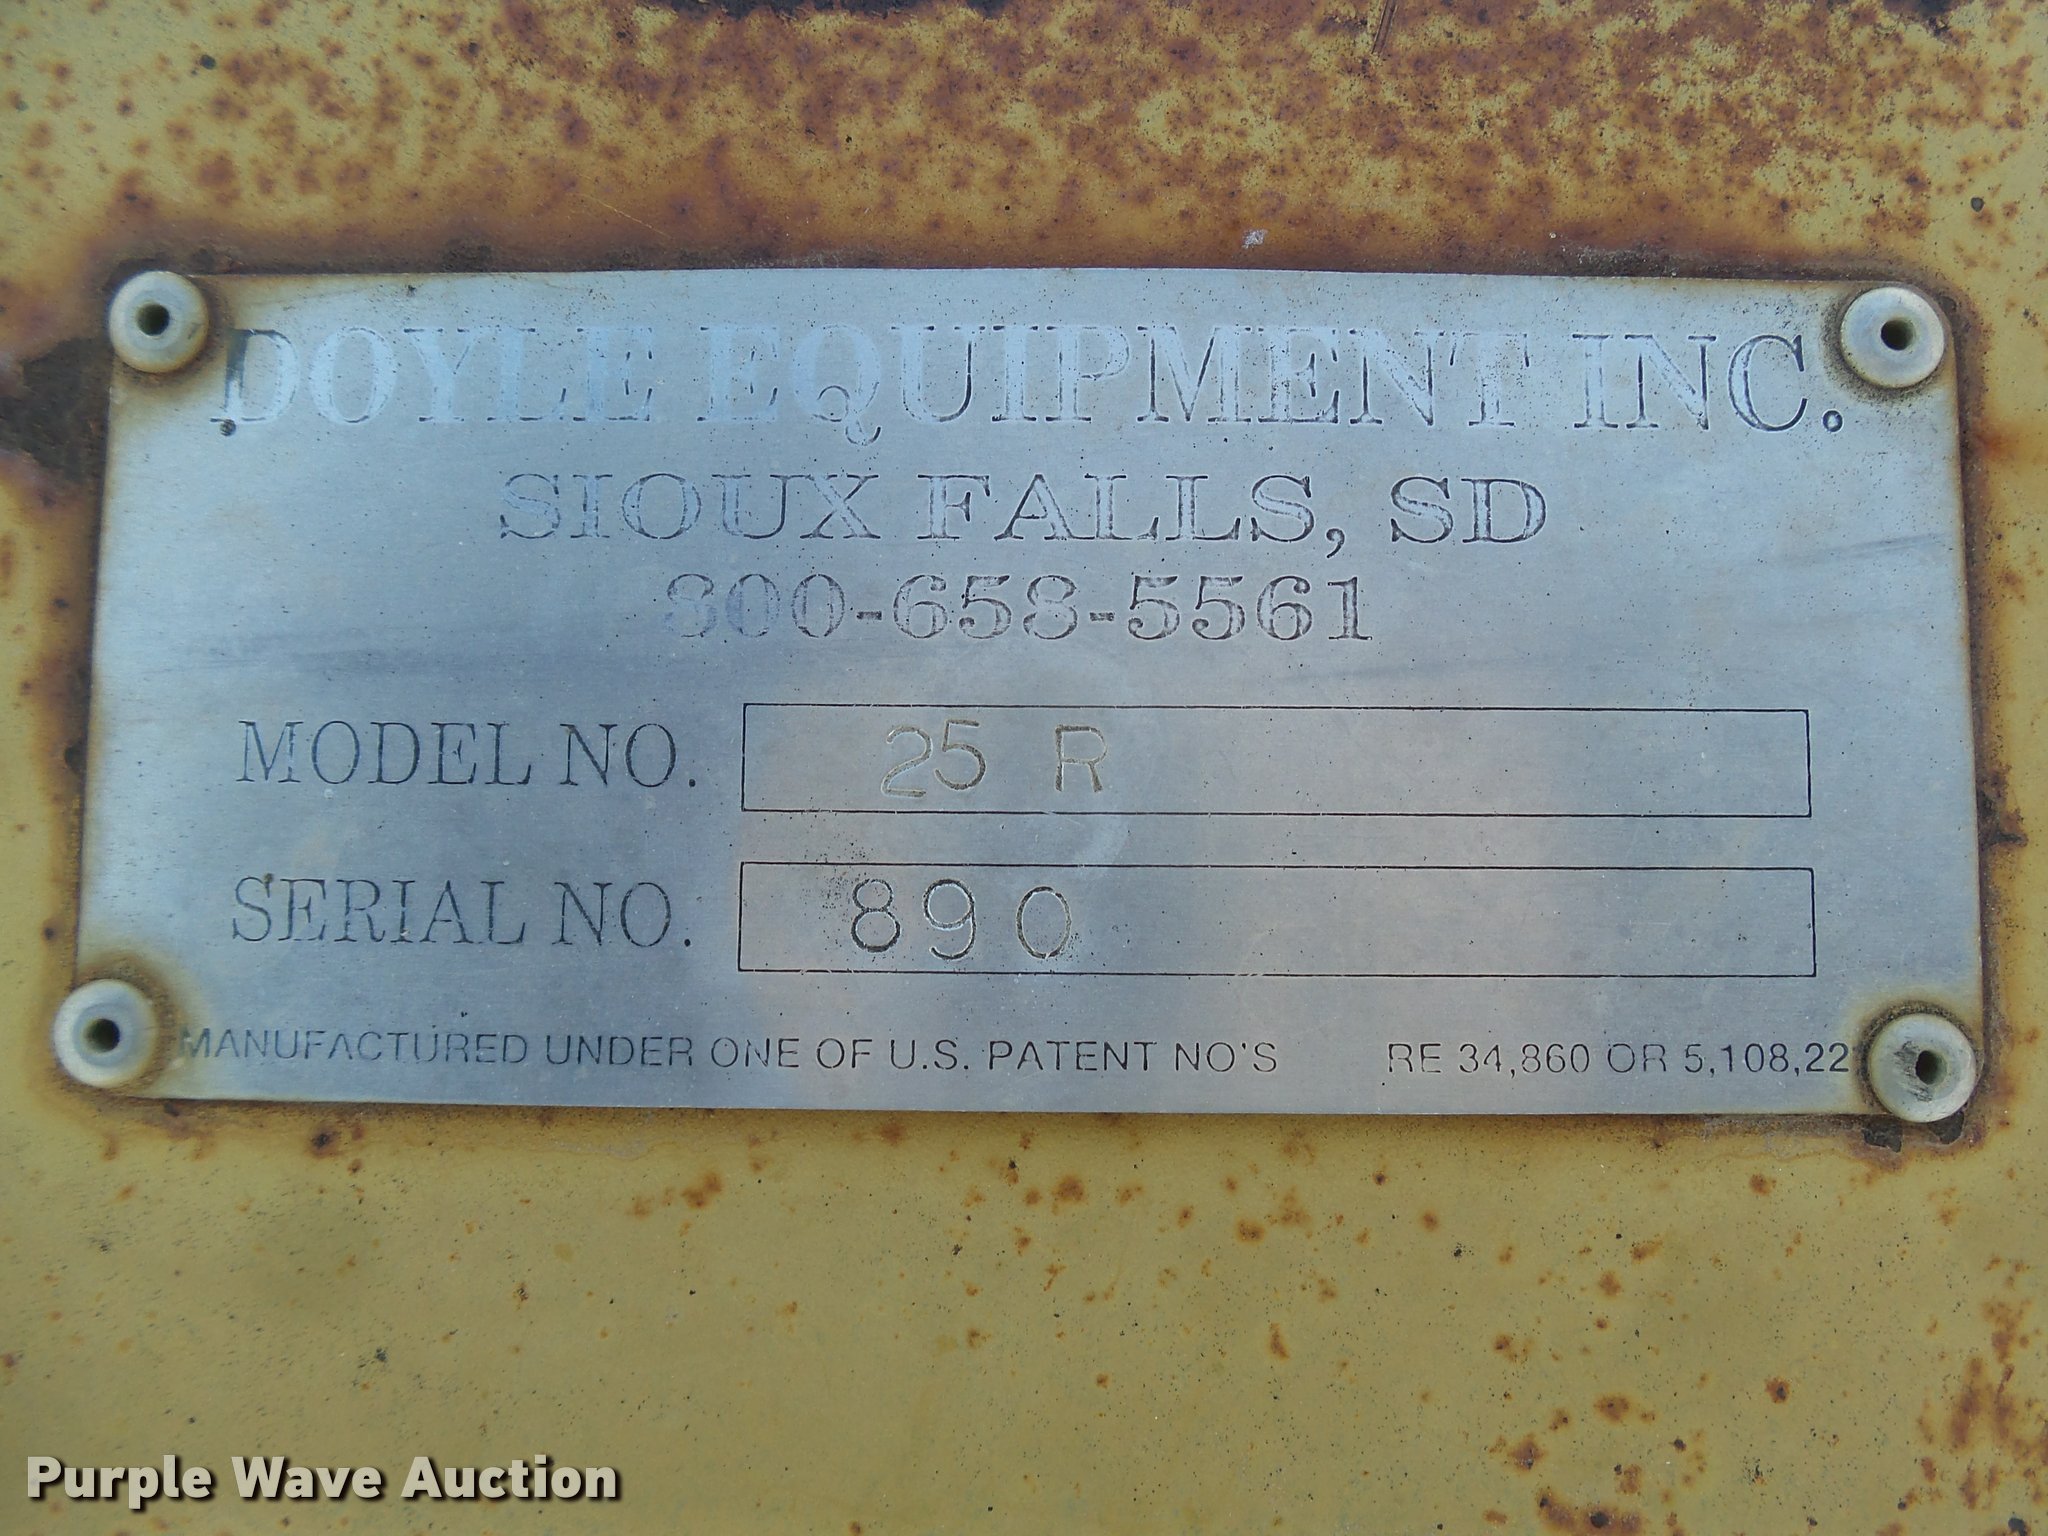 DOYLE EQUIPMENT INC.
SIOUX FALLS, SD
800-658-5561
MODEL NO. 25 R
SERIAL NO. 890
MANUFACTURED UNDER ONE OF U.S. PATENT NO'S RE 34,860 OR 5,108,22
Purple Wave Auction